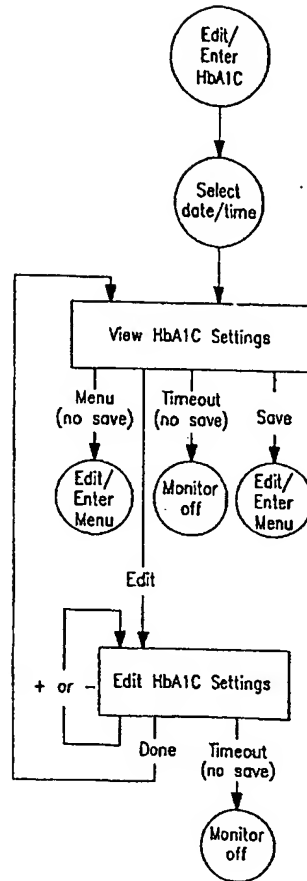 Edit/
Enter
HbA1C
Select
date/time
View HbA1C Settings
Menu
(no save)
Timeout
(no save)
Save
Edit/
Enter
Menu
Monitor
off
Edit/
Enter
Menu
Edit
+ or -
Edit HbA1C Settings
Done
Timeout
(no save)
Monitor
off